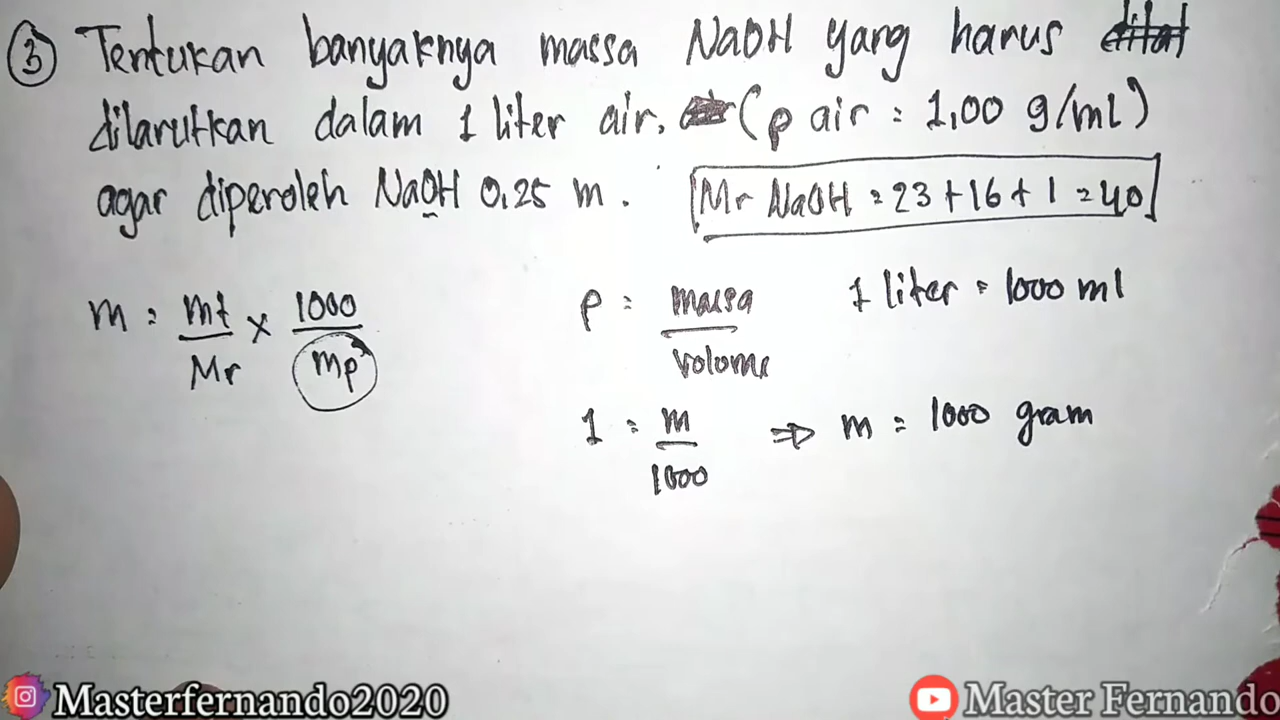 ③ Tentukan banyaknya massa NaOH yang harus
dilarutkan dalam 1 liter air. (ρ air = 1,00 g/ml)
agar diperoleh NaOH 0,25 m. [Mr NaOH = 23 + 16 + 1 = 40]
m = mt/Mr × 1000/mp
ρ = massa/volome
1 liter = 1000 ml
1 = m/1000 ⇒ m = 1000 gram
Masterfernando2020
Master Fernando